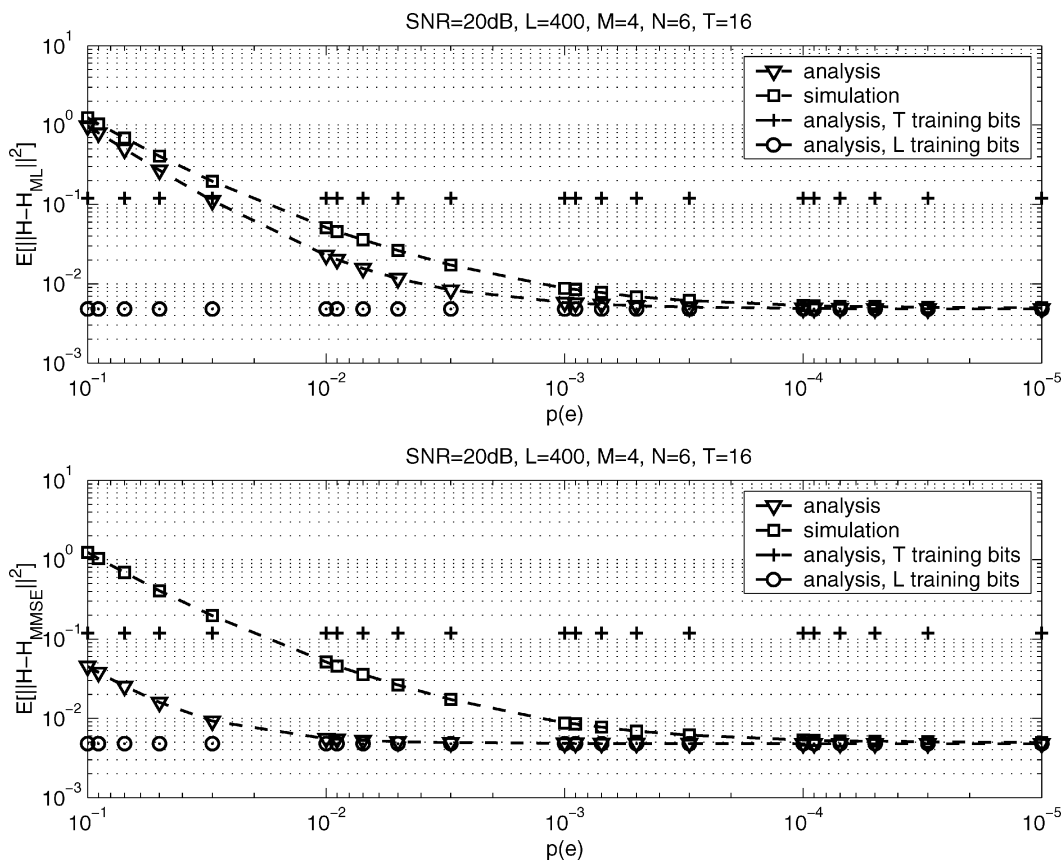 SNR=20dB, L=400, M=4, N=6, T=16
10^1
10^0
10^−1
10^−2
10^−3
E[||H−H_ML||^2]
analysis
simulation
analysis, T training bits
analysis, L training bits
10^−1 10^−2 10^−3 10^−4 10^−5
p(e)
SNR=20dB, L=400, M=4, N=6, T=16
10^1
10^0
10^−1
10^−2
10^−3
E[||H−H_MMSE||^2]
analysis
simulation
analysis, T training bits
analysis, L training bits
10^−1 10^−2 10^−3 10^−4 10^−5
p(e)